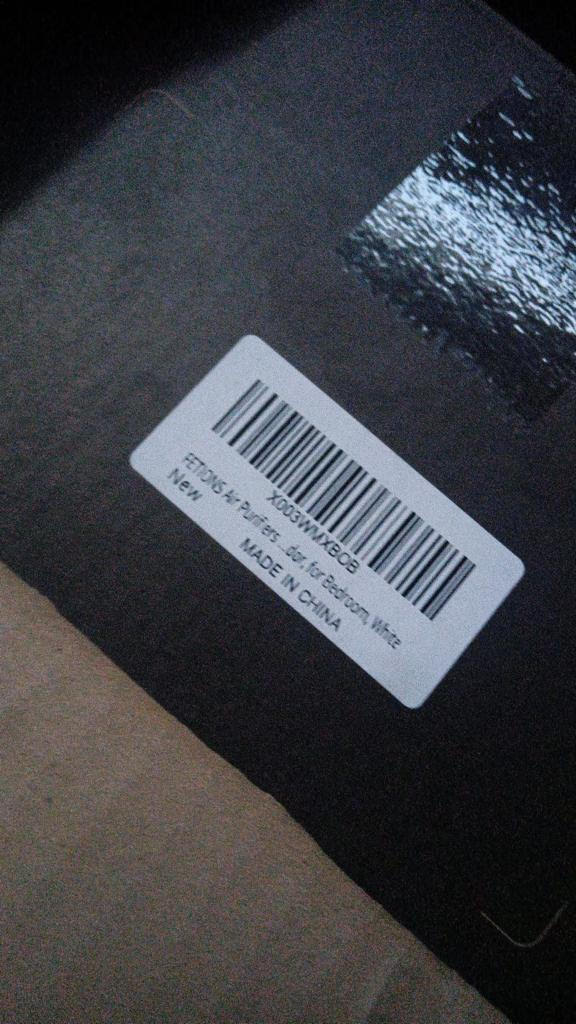 X003WMXBOB
FETIONS Air Purifiers ...dor, for Bedroom, White
New
MADE IN CHINA